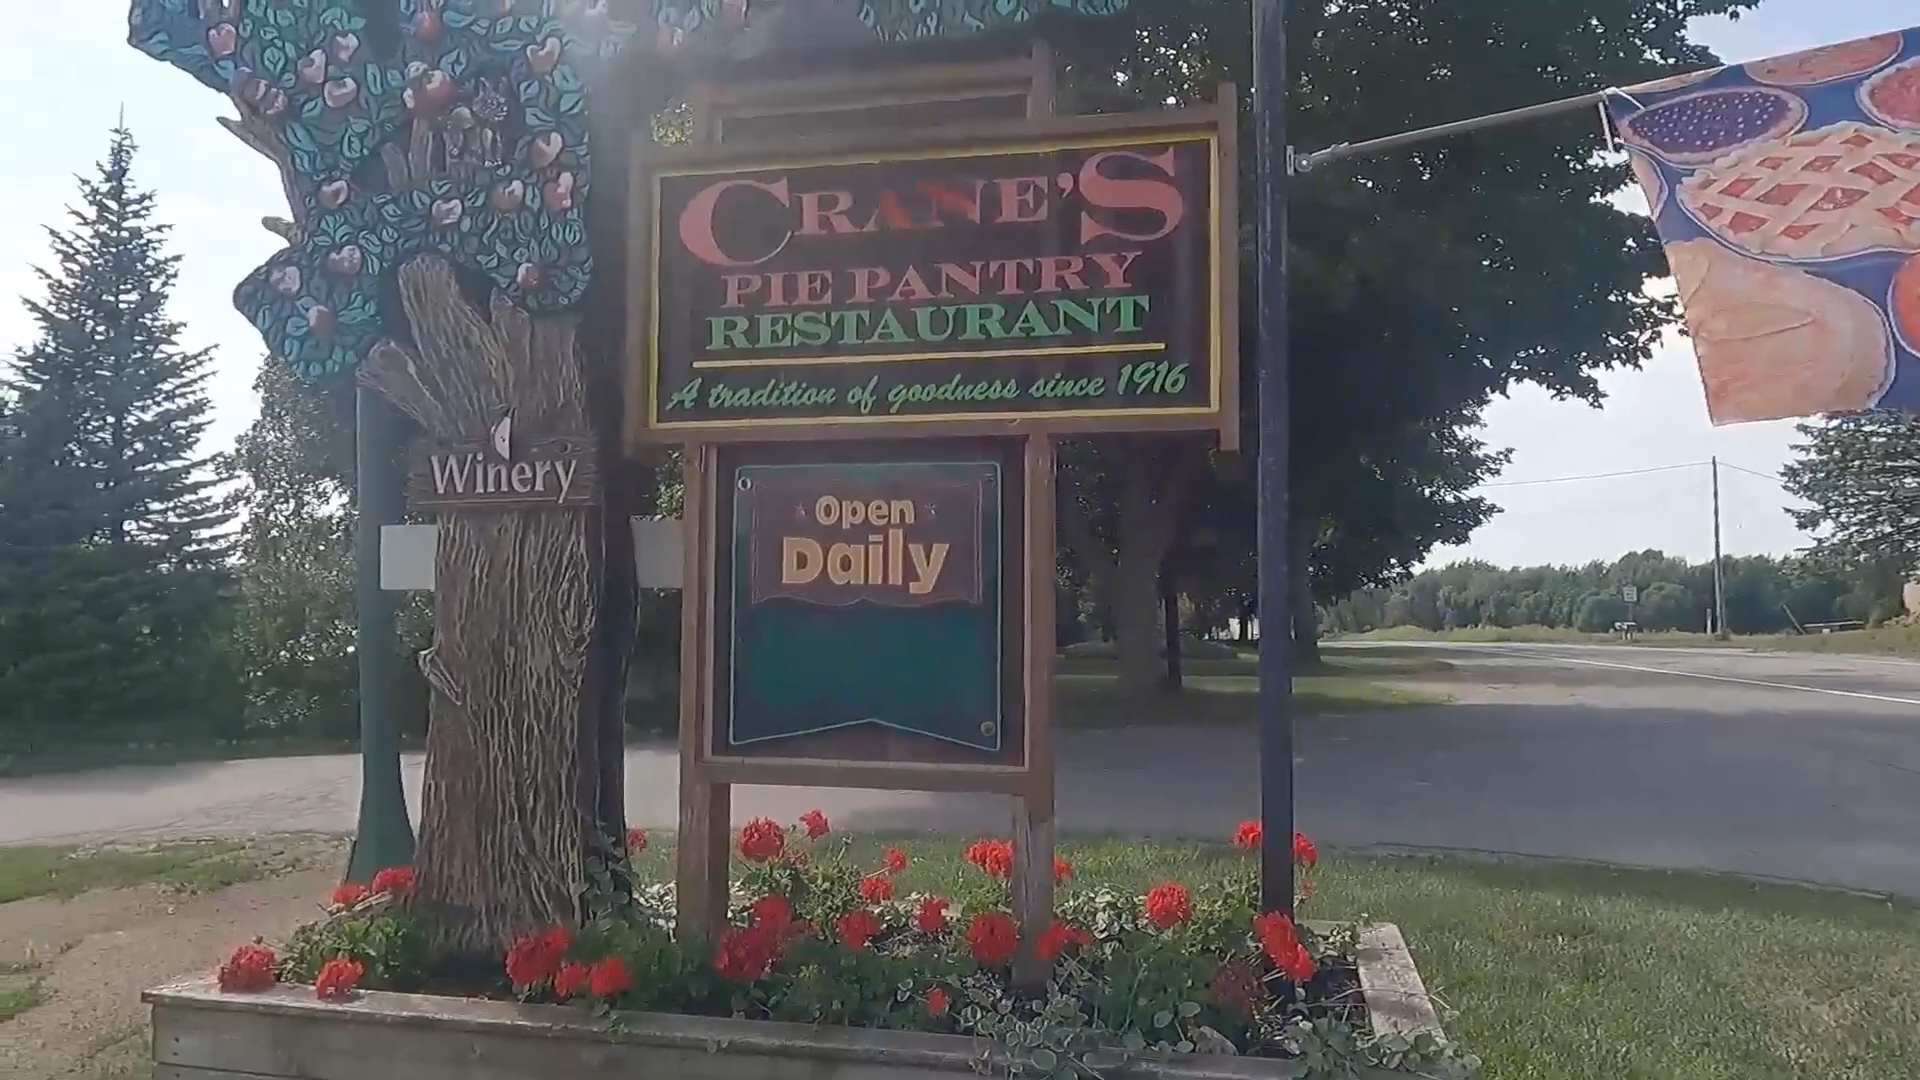 CRANE'S
PIE PANTRY
RESTAURANT
A tradition of goodness since 1916
Winery
Open
Daily